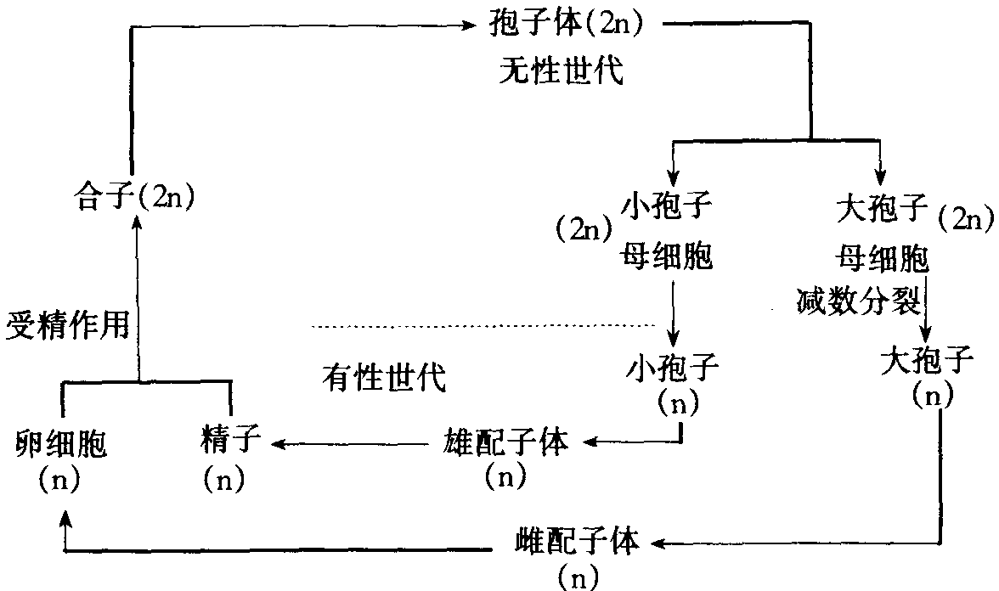 孢子体(2n)
无性世代
合子(2n)
(2n) 小孢子
母细胞
大孢子 (2n)
母细胞
减数分裂
受精作用
有性世代
小孢子
(n)
大孢子
(n)
卵细胞
(n)
精子
(n)
雄配子体
(n)
雌配子体
(n)